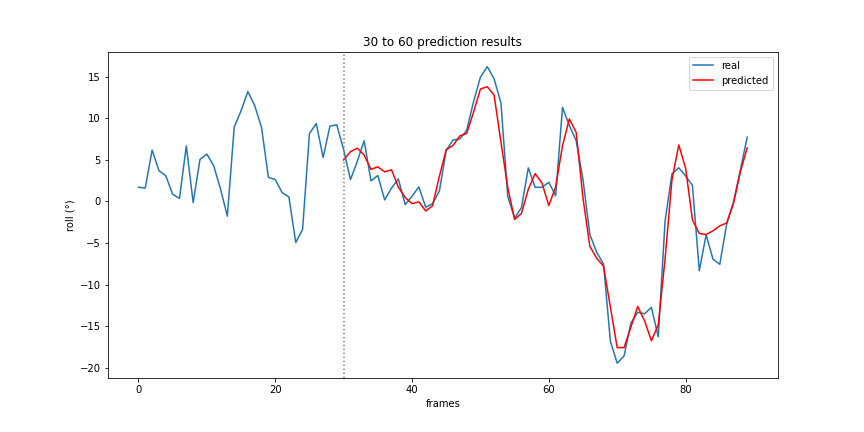 30 to 60 prediction results
real
predicted
15
10
5
0
−5
−10
−15
−20
roll (°)
0 20 40 60 80
frames